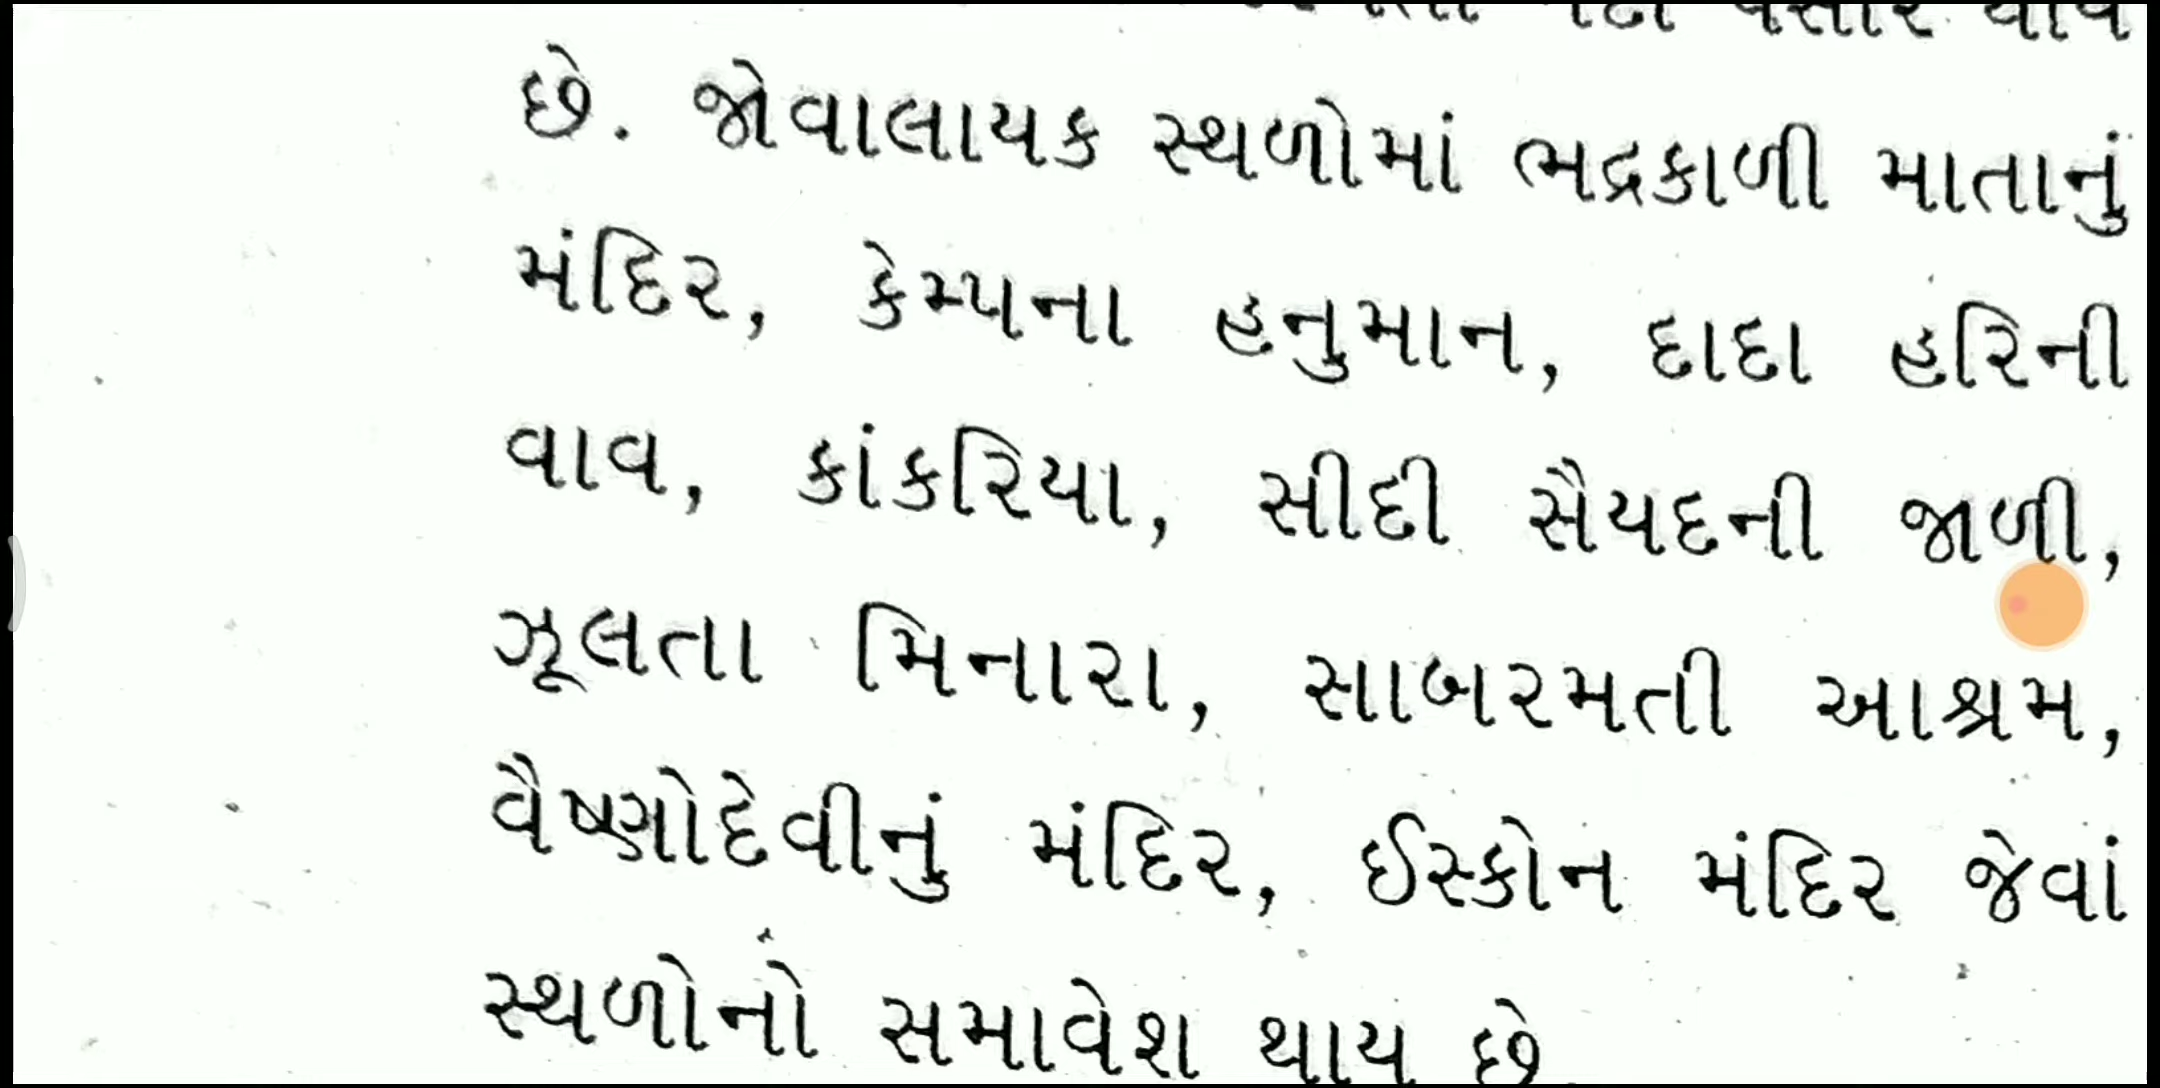 છે. જોવાલાયક સ્થળોમાં ભદ્રકાળી માતાનું
મંદિર, કેમ્પના હનુમાન, દાદા હરિની
વાવ, કાંકરિયા, સીદી સૈયદની જાળી,
ઝૂલતા મિનારા, સાબરમતી આશ્રમ,
વૈષ્ણોદેવીનું મંદિર, ઈસ્કોન મંદિર જેવાં
સ્થળોનો સમાવેશ થાય છે.